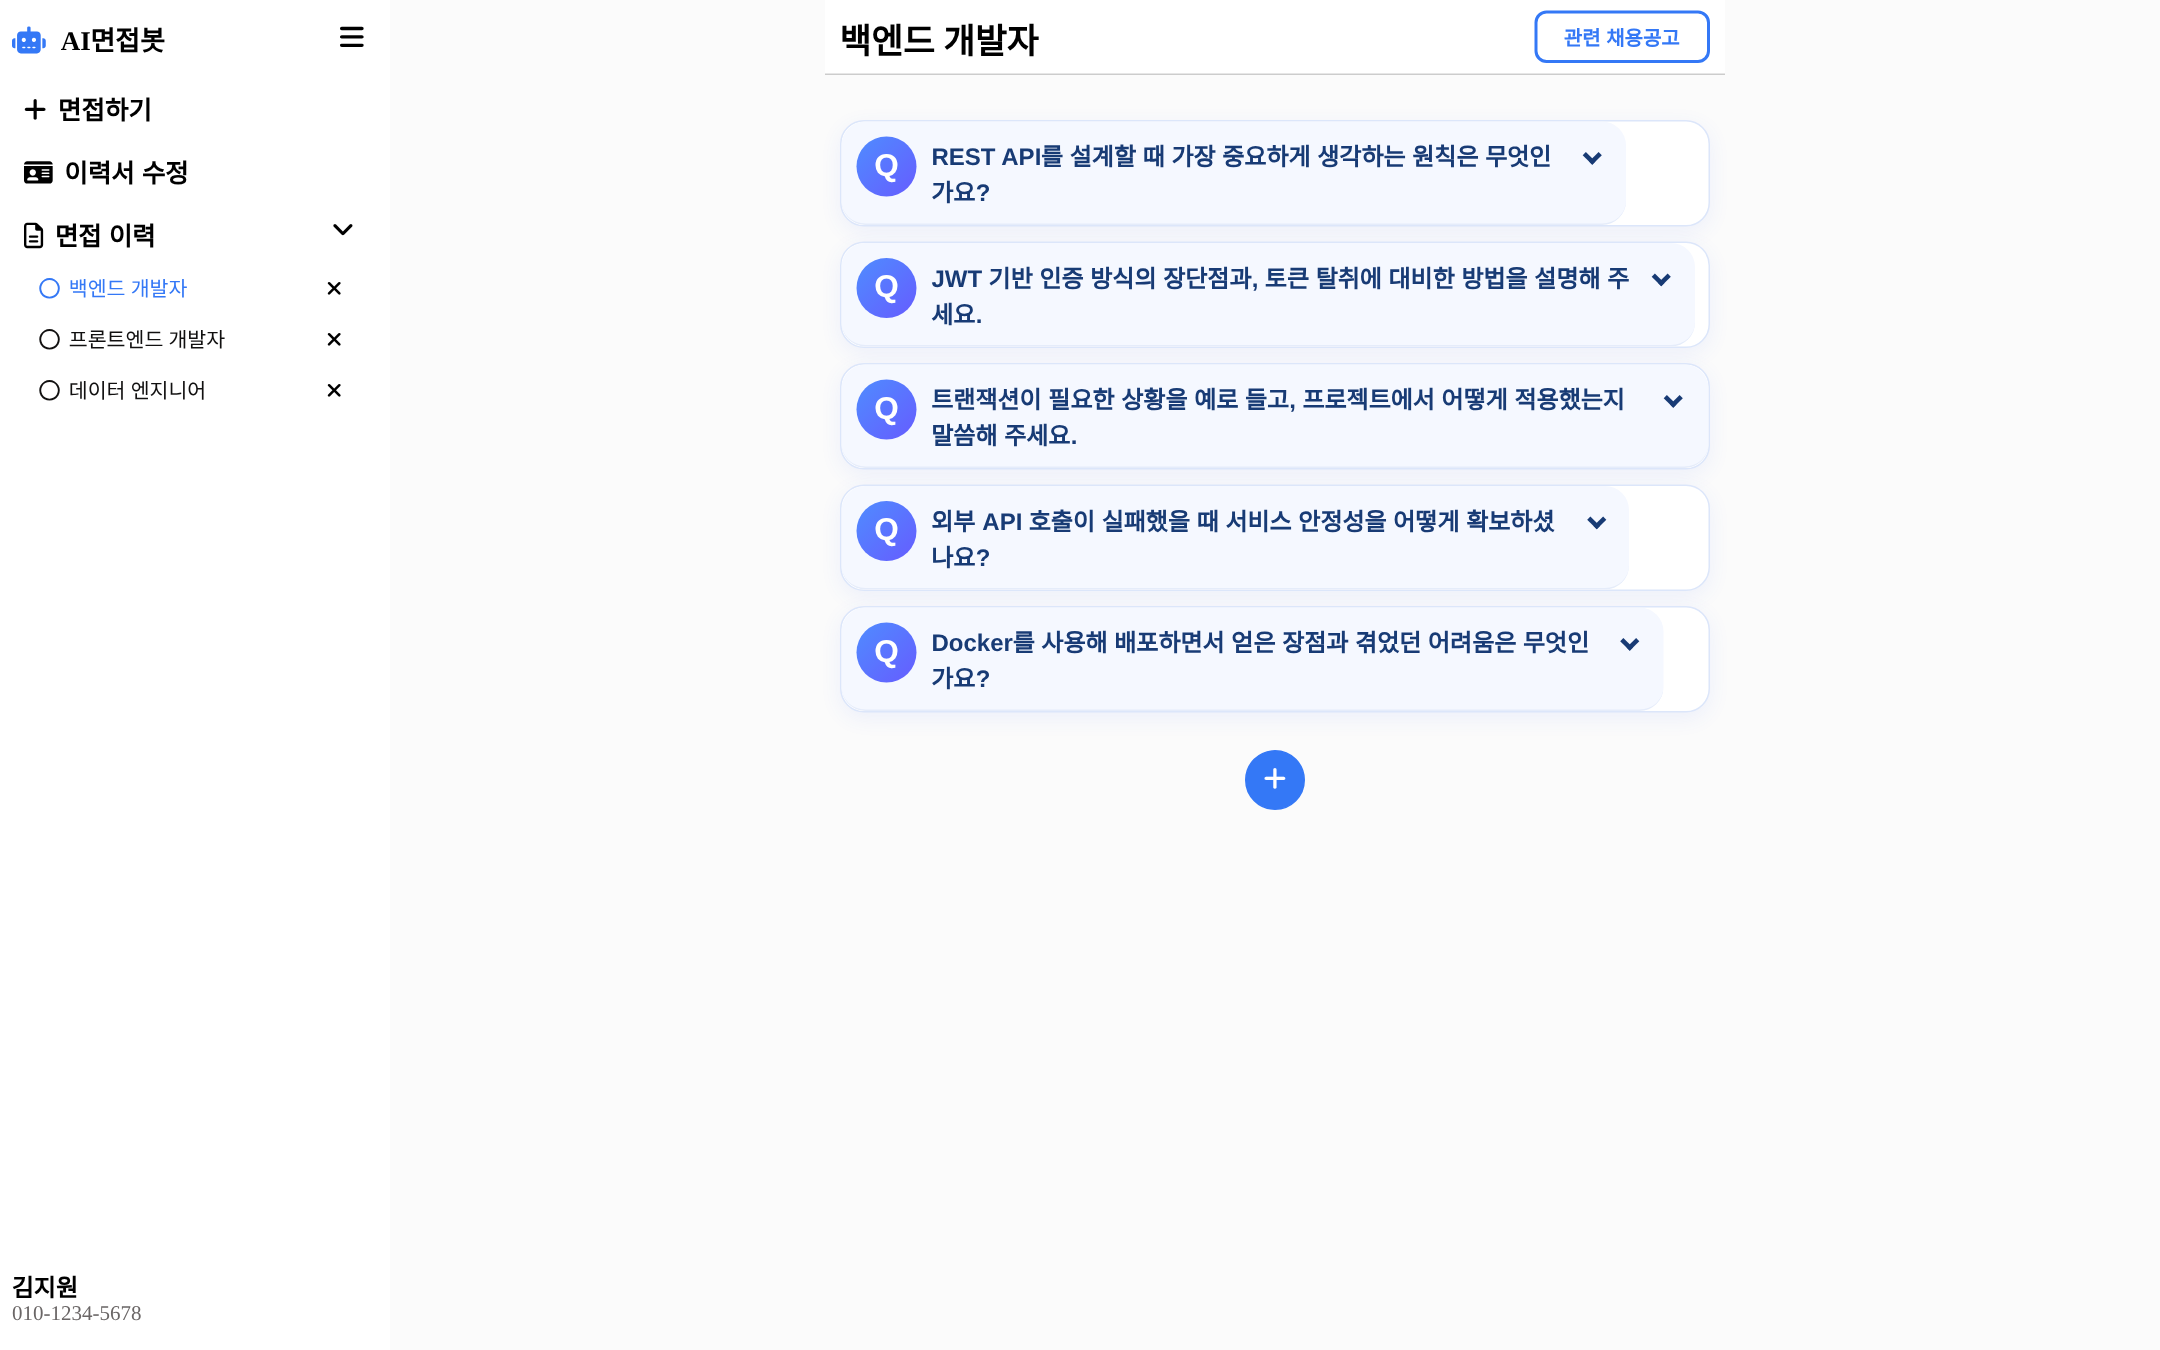 AI면접봇
면접하기
이력서 수정
면접 이력
백엔드 개발자
프론트엔드 개발자
데이터 엔지니어
김지원
010-1234-5678
백엔드 개발자
관련 채용공고
Q
REST API를 설계할 때 가장 중요하게 생각하는 원칙은 무엇인
가요?
Q
JWT 기반 인증 방식의 장단점과, 토큰 탈취에 대비한 방법을 설명해 주
세요.
Q
트랜잭션이 필요한 상황을 예로 들고, 프로젝트에서 어떻게 적용했는지
말씀해 주세요.
Q
외부 API 호출이 실패했을 때 서비스 안정성을 어떻게 확보하셨
나요?
Q
Docker를 사용해 배포하면서 얻은 장점과 겪었던 어려움은 무엇인
가요?